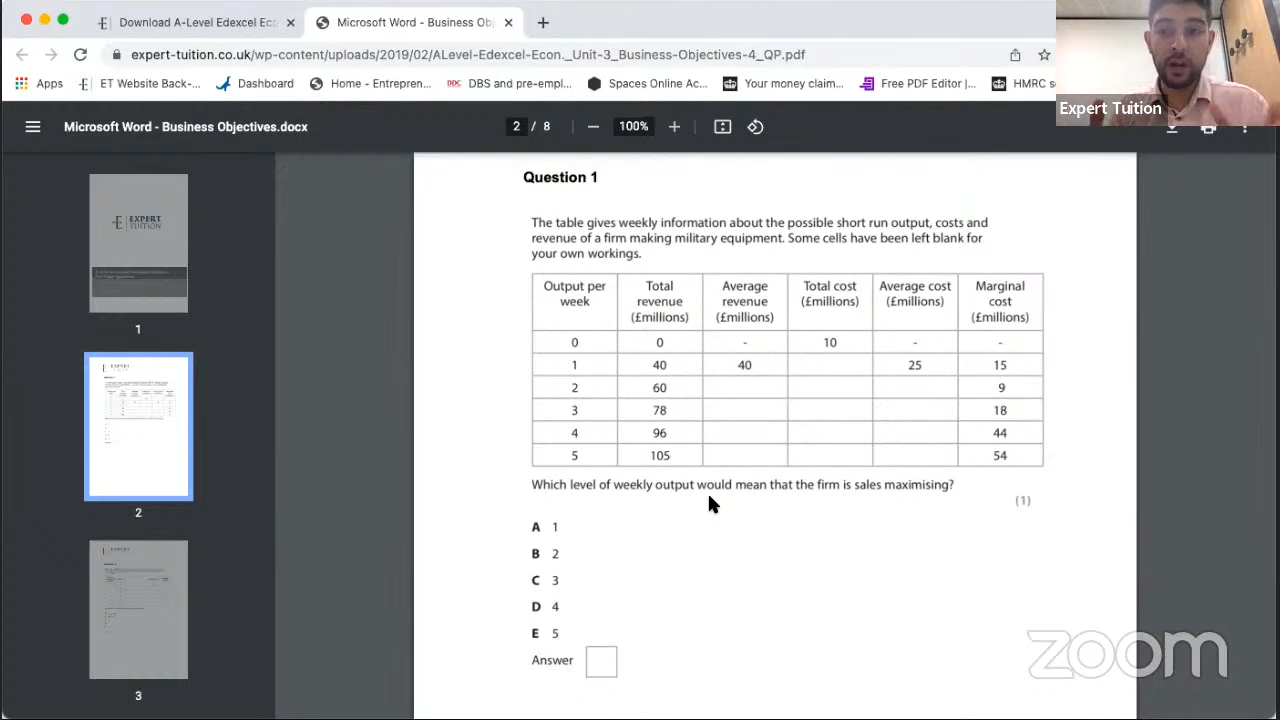 Download A-Level Edexcel Eco
Microsoft Word - Business Obj
expert-tuition.co.uk/wp-content/uploads/2019/02/ALevel-Edexcel-Econ._Unit-3_Business-Objectives-4_QP.pdf
Apps ET Website Back-... Dashboard Home - Entrepren... DBS and pre-empl... Spaces Online Ac... Your money claim... Free PDF Editor |... HMRC s
Expert Tuition
Microsoft Word - Business Objectives.docx 2 / 8 100%
EXPERT
TUITION
1
2
3
Question 1
The table gives weekly information about the possible short run output, costs and
revenue of a firm making military equipment. Some cells have been left blank for
your own workings.
Output per week Total revenue (£millions) Average revenue (£millions) Total cost (£millions) Average cost (£millions) Marginal cost (£millions)
0 0 - 10 - -
1 40 40 25 15
2 60 9
3 78 18
4 96 44
5 105 54
Which level of weekly output would mean that the firm is sales maximising?
(1)
A 1
B 2
C 3
D 4
E 5
Answer
zoom